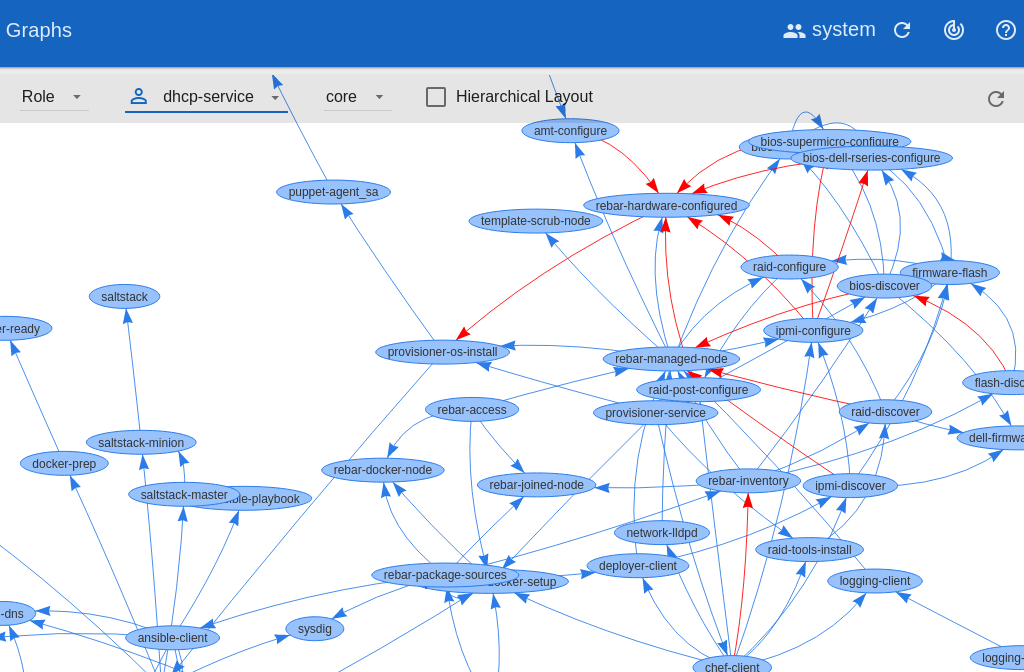 Graphs
system
Role
dhcp-service
core
Hierarchical Layout
amt-configure
bios-supermicro-configure
bios-dell-rseries-configure
puppet-agent_sa
rebar-hardware-configured
template-scrub-node
raid-configure
firmware-flash
bios-discover
saltstack
er-ready
ipmi-configure
provisioner-os-install
rebar-managed-node
raid-post-configure
flash-disc
rebar-access
provisioner-service
raid-discover
saltstack-minion
dell-firmwa
docker-prep
rebar-docker-node
rebar-joined-node
rebar-inventory
ipmi-discover
saltstack-master
ble-playbook
network-lldpd
raid-tools-install
deployer-client
rebar-package-sources
cker-setup
logging-client
-dns
sysdig
ansible-client
logging-
chef-client